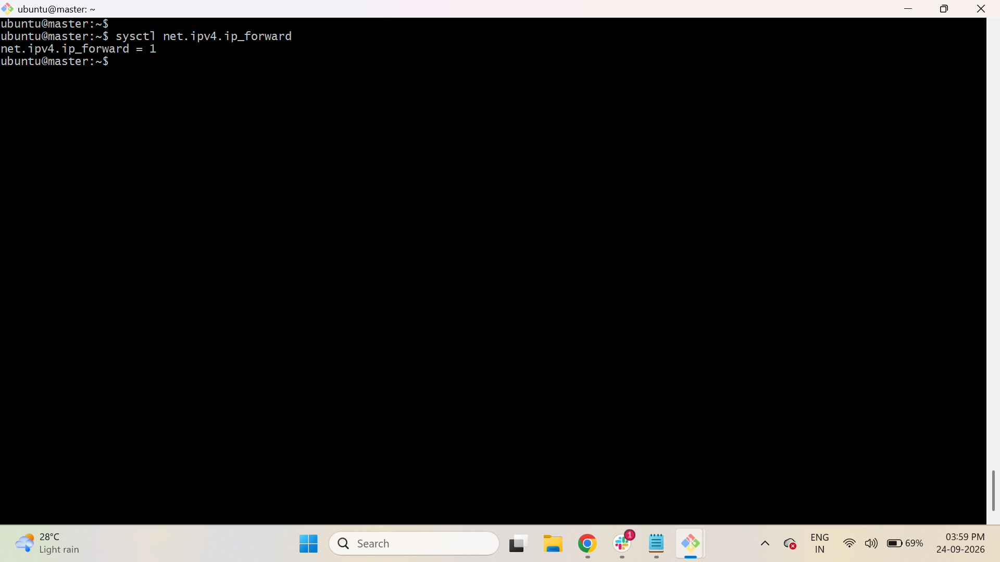 ubuntu@master: ~
ubuntu@master:~$
ubuntu@master:~$ sysctl net.ipv4.ip_forward
net.ipv4.ip_forward = 1
ubuntu@master:~$
28°C
Light rain
Search
1
ENG
IN
69%
03:59 PM
24-09-2026